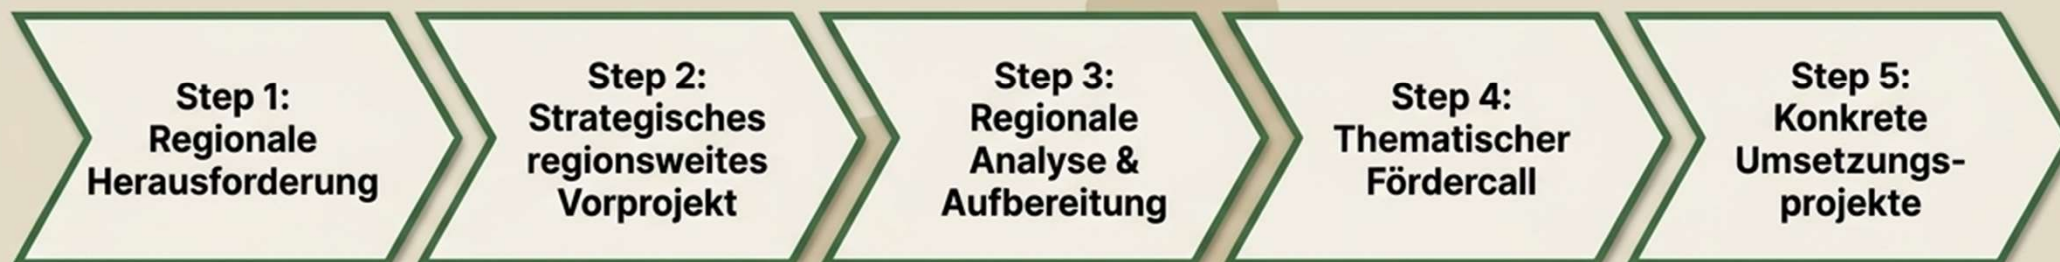 Step 1:
Regionale
Herausforderung
Step 2:
Strategisches
regionsweites
Vorprojekt
Step 3:
Regionale
Analyse &
Aufbereitung
Step 4:
Thematischer
Fördercall
Step 5:
Konkrete
Umsetzungs-
projekte